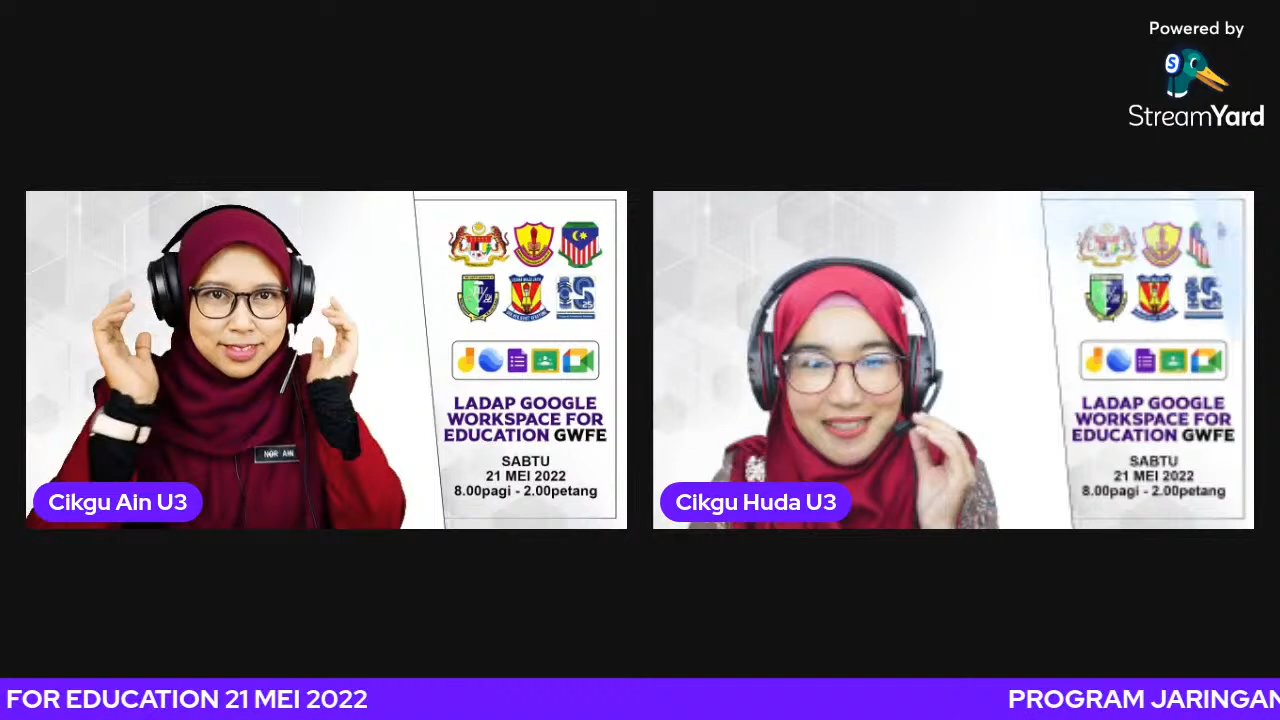 Powered by
StreamYard
LADAP GOOGLE
WORKSPACE FOR
EDUCATION GWFE
SABTU
21 MEI 2022
8.00pagi - 2.00petang
NOR AIN
Cikgu Ain U3
LADAP GOOGLE
WORKSPACE FOR
EDUCATION GWFE
SABTU
21 MEI 2022
8.00pagi - 2.00petang
Cikgu Huda U3
FOR EDUCATION 21 MEI 2022
PROGRAM JARINGAN